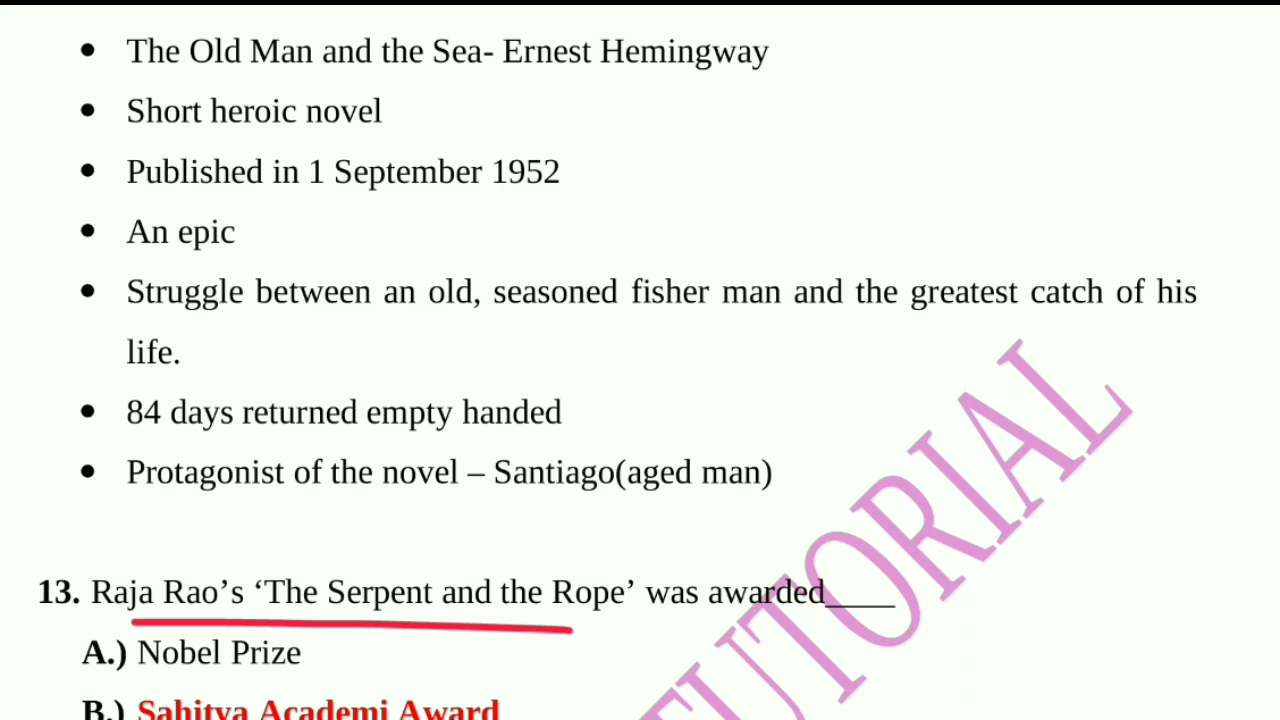 The Old Man and the Sea- Ernest Hemingway
Short heroic novel
Published in 1 September 1952
An epic
Struggle between an old, seasoned fisher man and the greatest catch of his
life.
84 days returned empty handed
Protagonist of the novel – Santiago(aged man)
13. Raja Rao’s ‘The Serpent and the Rope’ was awarded____
A.) Nobel Prize
B.) Sahitya Academi Award
TUTORIAL